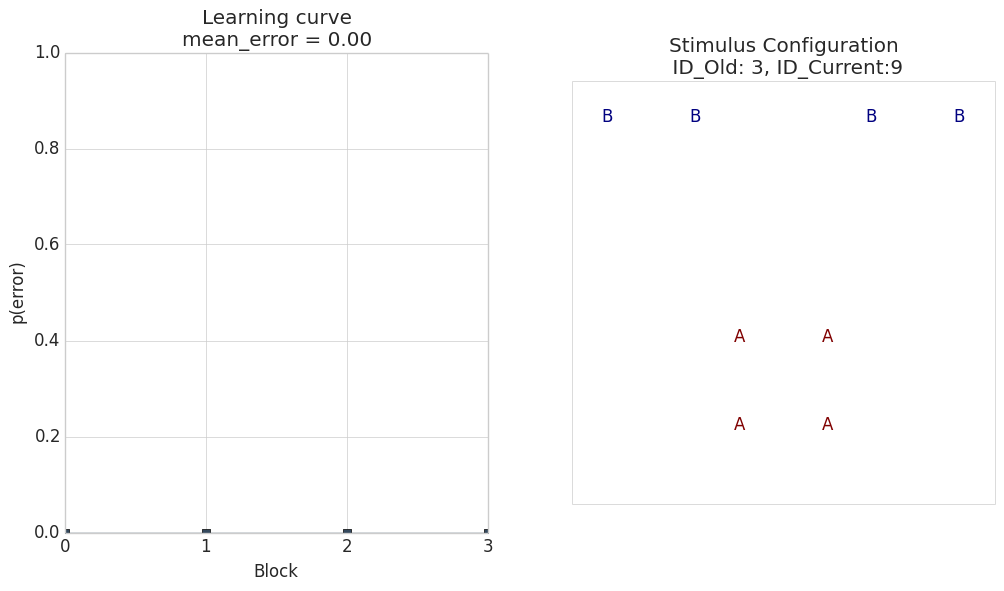 Learning curve
mean_error = 0.00
1.0
0.8
0.6
0.4
0.2
0.0
p(error)
0 1 2 3
Block
Stimulus Configuration
ID_Old: 3, ID_Current:9
B B B B
A A
A A